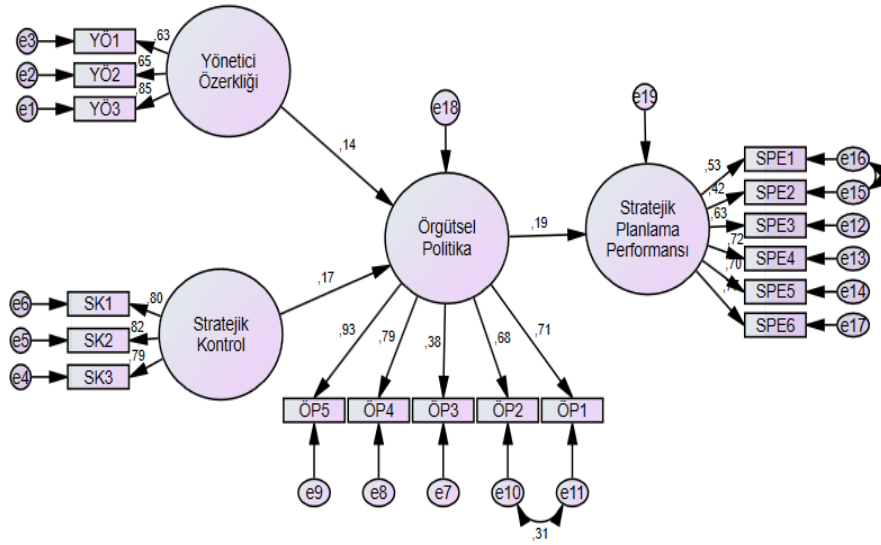 e3
YÖ1
,63
e2
YÖ2
,65
e1
YÖ3
,85
Yönetici
Özerkliği
,14
e18
e19
Örgütsel
Politika
,19
Stratejik
Planlama
Performansı
,53
SPE1
e16
,42
SPE2
e15
,63
SPE3
e12
,72
SPE4
e13
,70
SPE5
e14
SPE6
e17
,17
e6
SK1
,80
e5
SK2
,82
e4
SK3
,79
Stratejik
Kontrol
,93
,79
,38
,68
,71
ÖP5
ÖP4
ÖP3
ÖP2
ÖP1
e9
e8
e7
e10
e11
,31